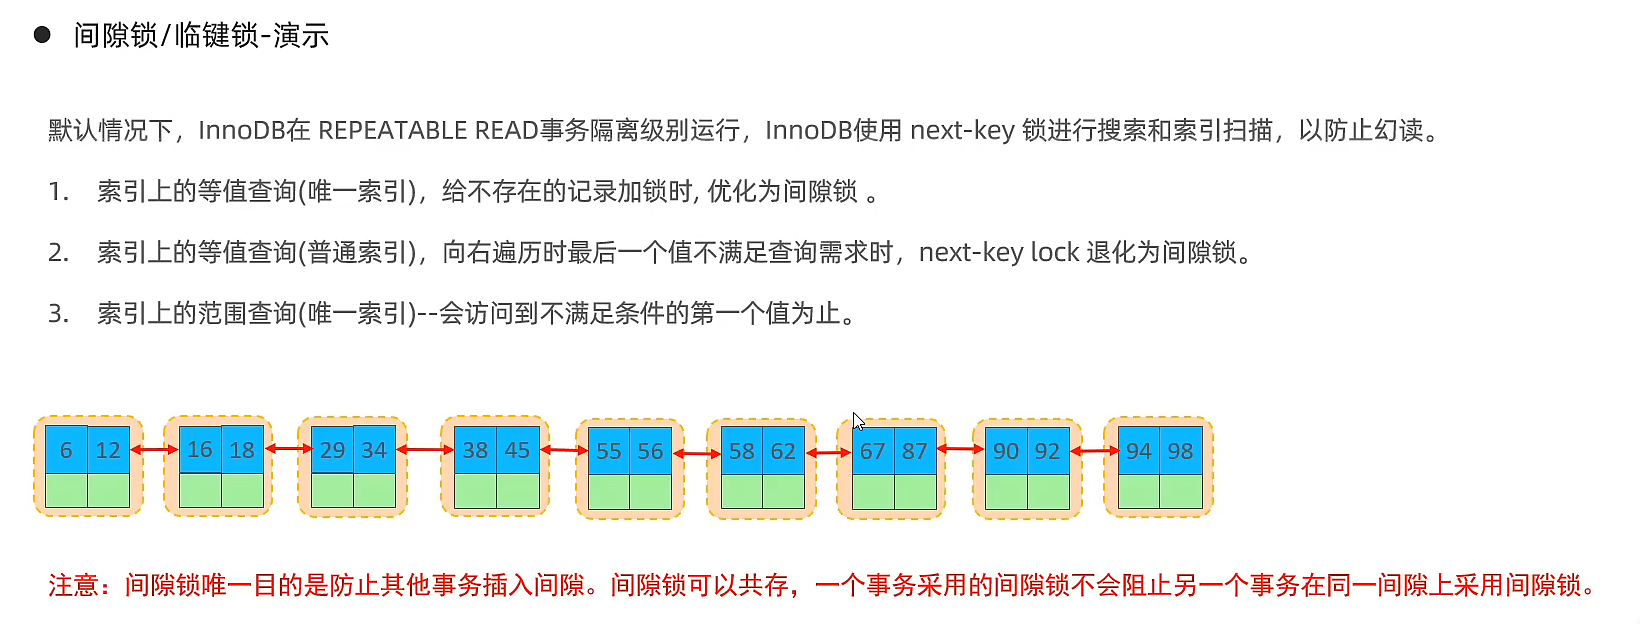 ● 间隙锁/临键锁-演示
默认情况下，InnoDB在 REPEATABLE READ事务隔离级别运行，InnoDB使用 next-key 锁进行搜索和索引扫描，以防止幻读。
1. 索引上的等值查询(唯一索引)，给不存在的记录加锁时, 优化为间隙锁 。
2. 索引上的等值查询(普通索引)，向右遍历时最后一个值不满足查询需求时，next-key lock 退化为间隙锁。
3. 索引上的范围查询(唯一索引)--会访问到不满足条件的第一个值为止。
6 12 16 18 29 34 38 45 55 56 58 62 67 87 90 92 94 98
注意：间隙锁唯一目的是防止其他事务插入间隙。间隙锁可以共存，一个事务采用的间隙锁不会阻止另一个事务在同一间隙上采用间隙锁。